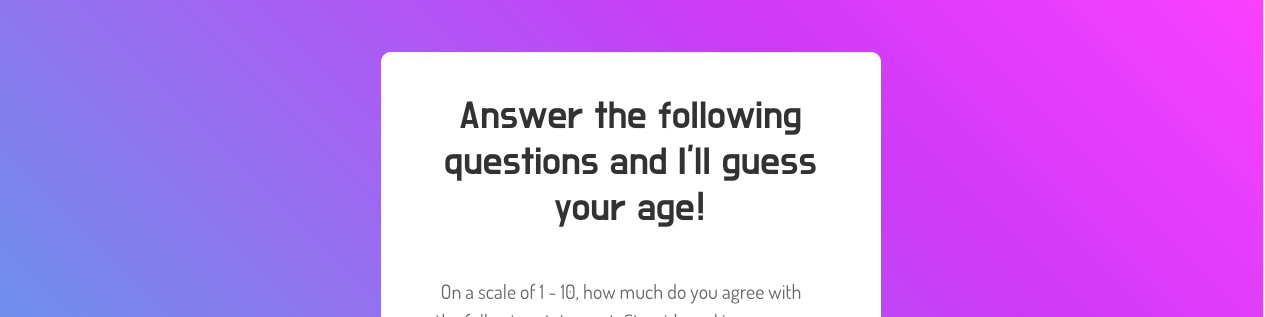 Answer the following
questions and I'll guess
your age!
On a scale of 1 - 10, how much do you agree with